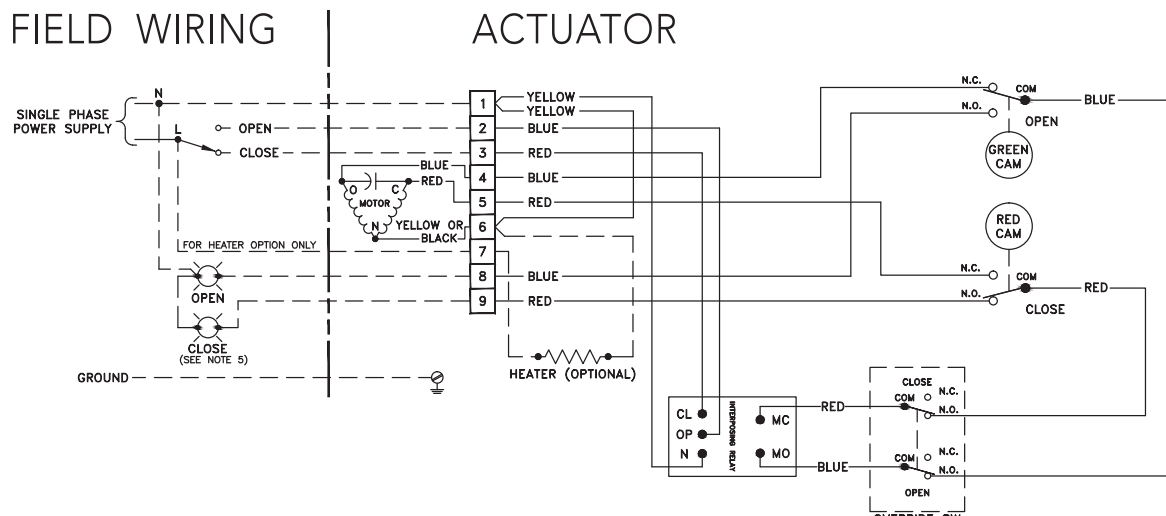 FIELD WIRING
ACTUATOR
N
SINGLE PHASE
POWER SUPPLY
L
OPEN
CLOSE
BLUE
O
C
RED
MOTOR
N
YELLOW OR
BLACK
FOR HEATER OPTION ONLY
OPEN
CLOSE
(SEE NOTE 5)
GROUND
1
2
3
4
5
6
7
8
9
YELLOW
YELLOW
BLUE
RED
BLUE
RED
BLUE
RED
HEATER (OPTIONAL)
N.C.
COM
N.O.
OPEN
BLUE
GREEN
CAM
RED
CAM
N.C.
COM
N.O.
CLOSE
RED
CL
OP
N
INTERPOSING RELAY
MC
MO
RED
BLUE
CLOSE
COM
N.C.
N.O.
COM
N.C.
N.O.
OPEN
OVERRIDE SW